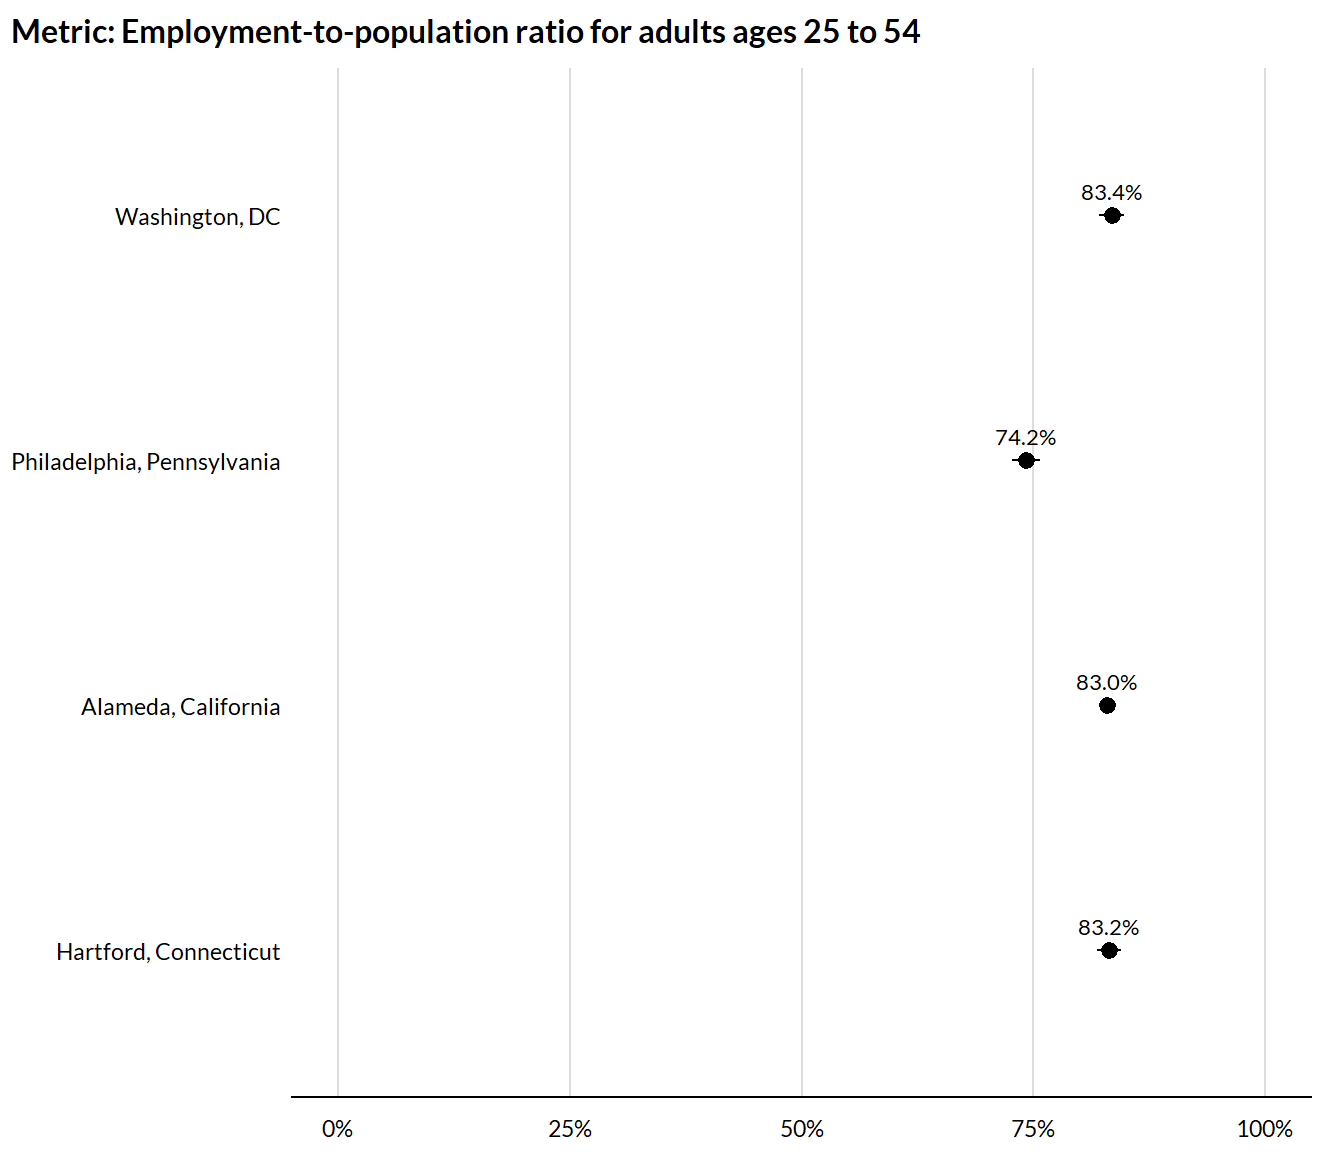 Metric: Employment-to-population ratio for adults ages 25 to 54
83.4%
Washington, DC
74.2%
Philadelphia, Pennsylvania
83.0%
Alameda, California
83.2%
Hartford, Connecticut
0% 25% 50% 75% 100%